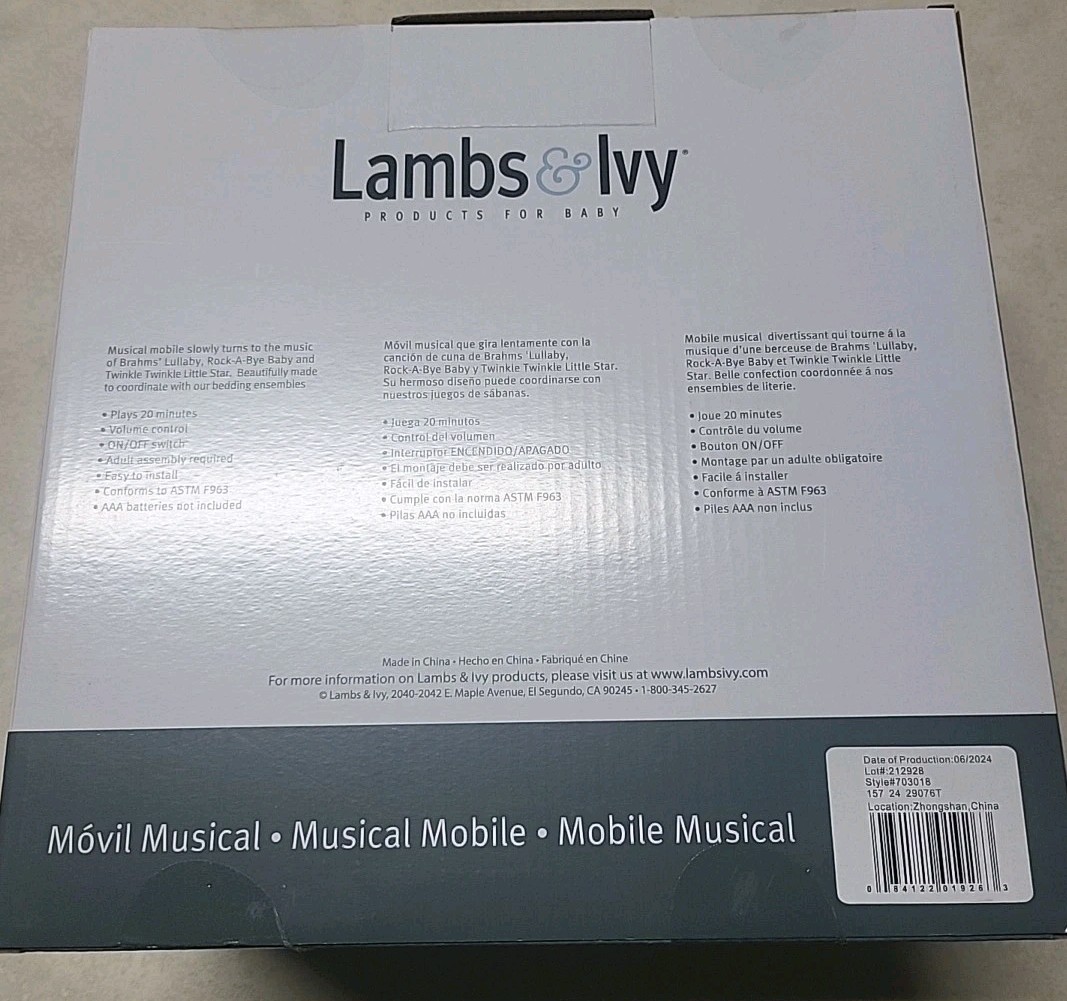 Lambs & Ivy®
PRODUCTS FOR BABY
Musical mobile slowly turns to the music
of Brahms' Lullaby, Rock-A-Bye Baby and
Twinkle Twinkle Little Star. Beautifully made
to coordinate with our bedding ensembles
• Plays 20 minutes
• Volume control
• ON/OFF switch
• Adult assembly required
• Easy to install
• Conforms to ASTM F963
• AAA batteries not included
Móvil musical que gira lentamente con la
canción de cuna de Brahms 'Lullaby,
Rock-A-Bye Baby y Twinkle Twinkle Little Star.
Su hermoso diseño puede coordinarse con
nuestros juegos de sábanas.
• Juega 20 minutos
• Control del volumen
• Interruptor ENCENDIDO/APAGADO
• El montaje debe ser realizado por adulto
• Fácil de instalar
• Cumple con la norma ASTM F963
• Pilas AAA no incluidas
Mobile musical divertissant qui tourne á la
musique d'une berceuse de Brahms 'Lullaby,
Rock-A-Bye Baby et Twinkle Twinkle Little
Star. Belle confection coordonnée á nos
ensembles de literie.
• Joue 20 minutes
• Contrôle du volume
• Bouton ON/OFF
• Montage par un adulte obligatoire
• Facile á installer
• Conforme à ASTM F963
• Piles AAA non inclus
Made in China • Hecho en China • Fabriqué en Chine
For more information on Lambs & Ivy products, please visit us at www.lambsivy.com
© Lambs & Ivy, 2040-2042 E. Maple Avenue, El Segundo, CA 90245 • 1-800-345-2627
Móvil Musical • Musical Mobile • Mobile Musical
Date of Production:06/2024
Lot#:212928
Style#703018
157 24 29076T
Location:Zhongshan,China
0 84122 01926 3